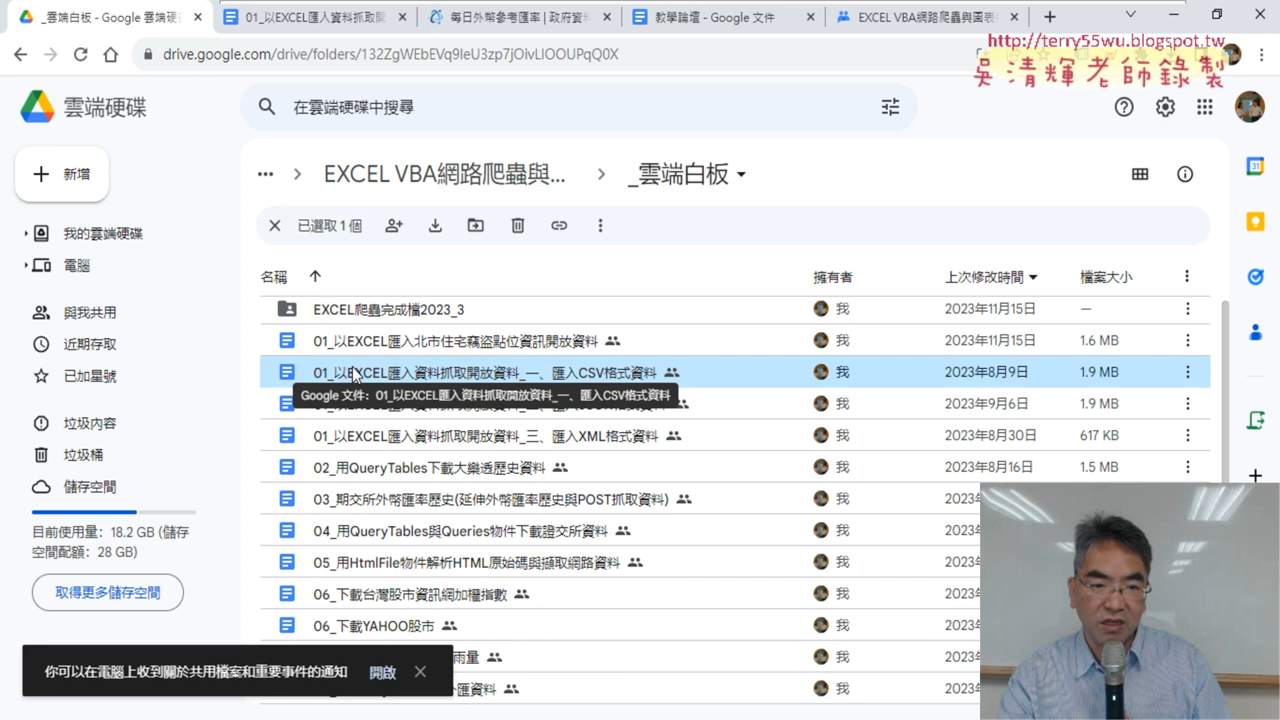 _雲端白板 - Google 雲端硬
01_以EXCEL匯入資料抓取開
每日外幣參考匯率 | 政府資
教學論壇 - Google 文件
EXCEL VBA網路爬蟲與圖表
drive.google.com/drive/folders/132ZgWEbEVq9IeU3zp7jOivLIOOUPqQ0X
http://terry55wu.blogspot.tw
吳清輝老師錄製
雲端硬碟
在雲端硬碟中搜尋
新增
EXCEL VBA網路爬蟲與...
_雲端白板
已選取 1 個
我的雲端硬碟
電腦
與我共用
近期存取
已加星號
垃圾內容
垃圾桶
儲存空間
目前使用量：18.2 GB (儲存
空間配額：28 GB)
取得更多儲存空間
名稱 擁有者 上次修改時間 檔案大小
EXCEL爬蟲完成檔2023_3 我 2023年11月15日 —
01_以EXCEL匯入北市住宅竊盜點位資訊開放資料 我 2023年11月15日 1.6 MB
01_以EXCEL匯入資料抓取開放資料_一、匯入CSV格式資料 我 2023年8月9日 1.9 MB
Google 文件：01_以EXCEL匯入資料抓取開放資料_一、匯入CSV格式資料
我 2023年9月6日 1.9 MB
01_以EXCEL匯入資料抓取開放資料_三、匯入XML格式資料 我 2023年8月30日 617 KB
02_用QueryTables下載大樂透歷史資料 我 2023年8月16日 1.5 MB
03_期交所外幣匯率歷史(延伸外幣匯率歷史與POST抓取資料) 我 2023
04_用QueryTables與Queries物件下載證交所資料 我 2023
05_用HtmlFile物件解析HTML原始碼與擷取網路資料 我 2023
06_下載台灣股市資訊網加權指數 我 2023
06_下載YAHOO股市 我 2023
雨量 我 2023
匯資料 我 2023
你可以在電腦上收到關於共用檔案和重要事件的通知 開啟